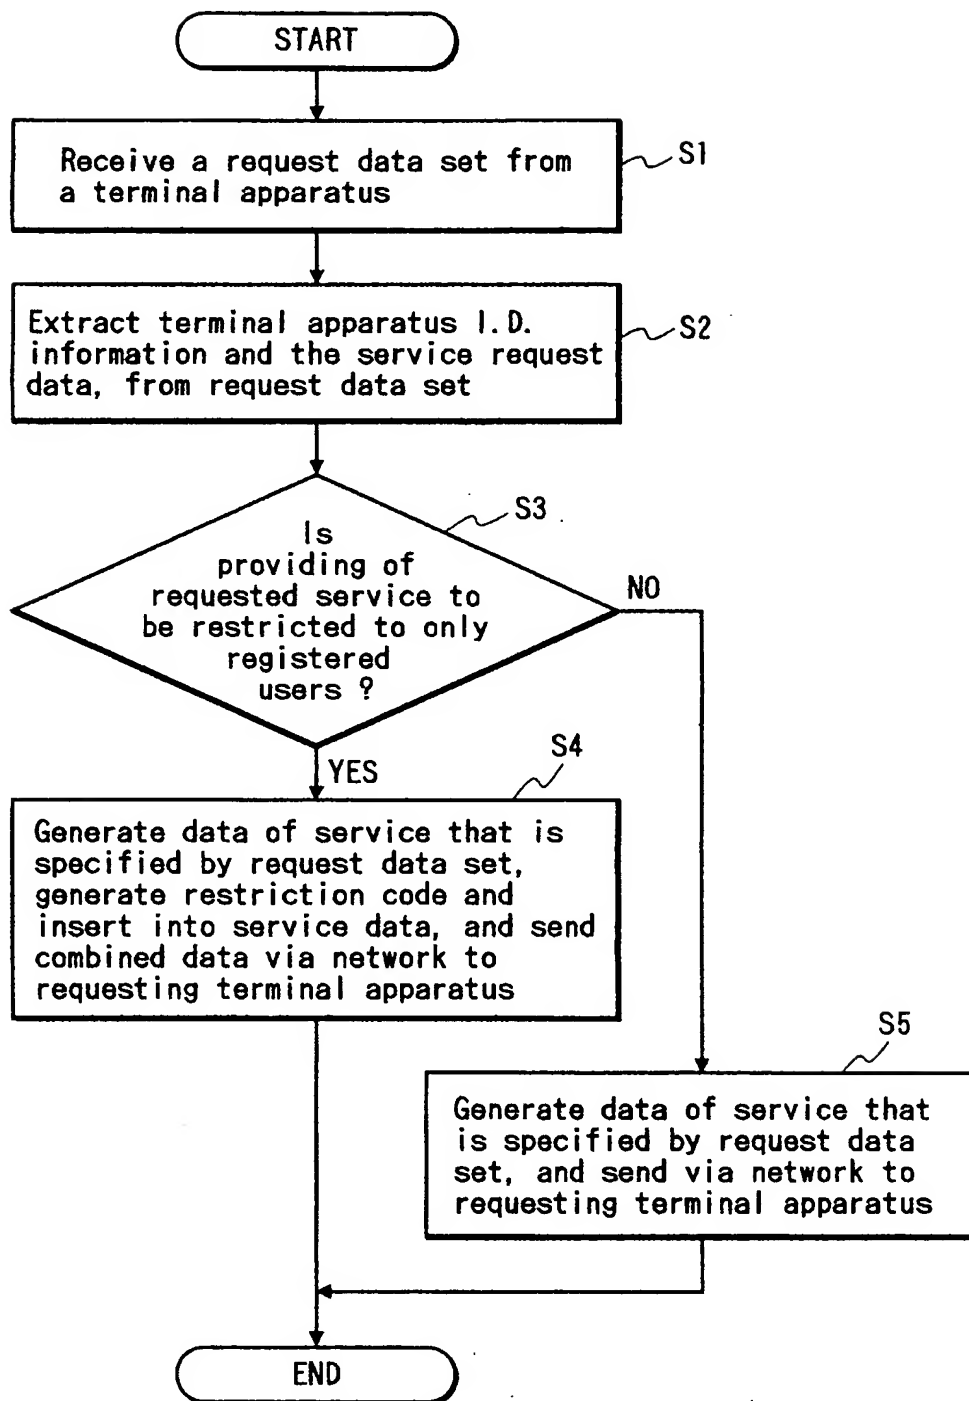 START
Receive a request data set from
a terminal apparatus
S1
Extract terminal apparatus I.D.
information and the service request
data, from request data set
S2
S3
Is
providing of
requested service to
be restricted to only
registered
users ?
NO
YES
S4
Generate data of service that is
specified by request data set,
generate restriction code and
insert into service data, and send
combined data via network to
requesting terminal apparatus
S5
Generate data of service that
is specified by request data
set, and send via network to
requesting terminal apparatus
END